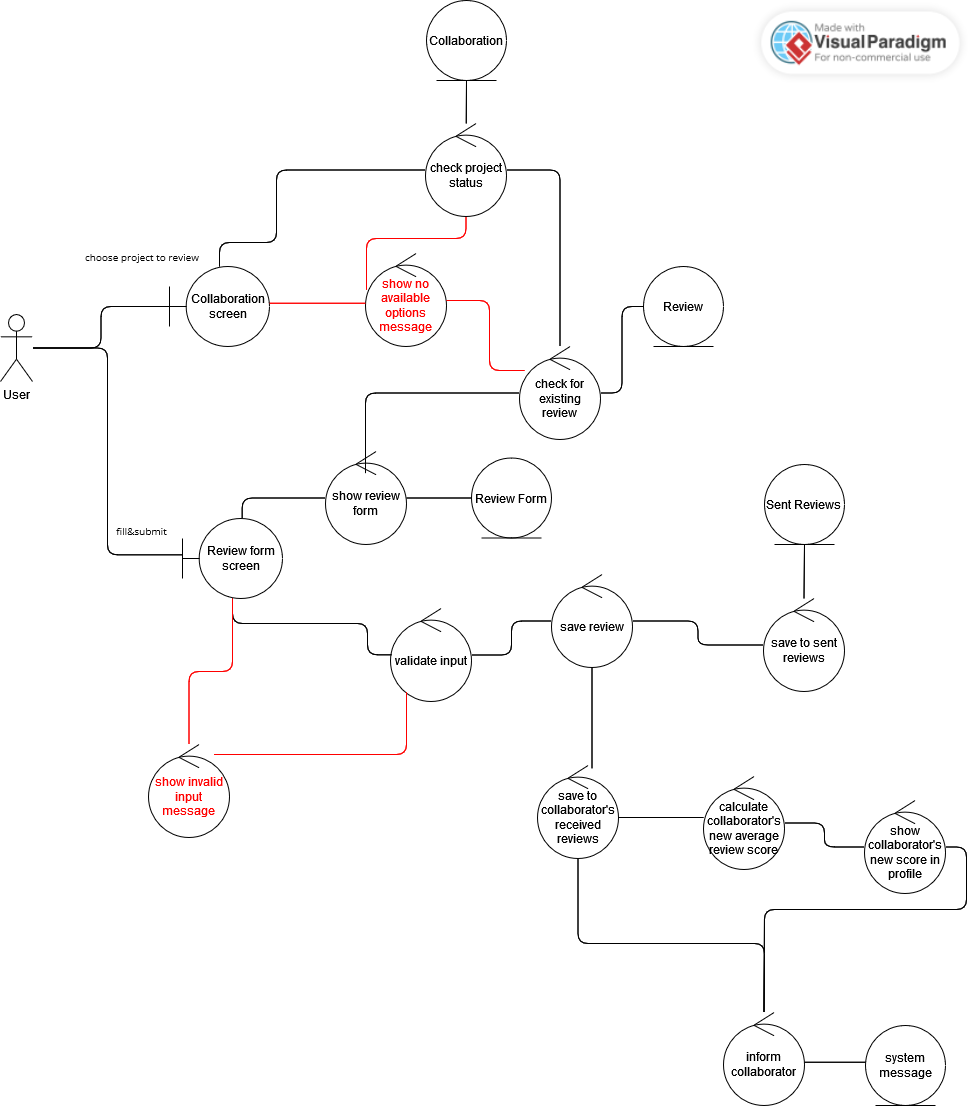 Collaboration
Made with
VisualParadigm
For non-commercial use
check project
status
choose project to review
Collaboration
screen
show no
available
options
message
Review
User
check for
existing
review
show review
form
Review Form
Sent Reviews
fill&submit
Review form
screen
save review
validate input
save to sent
reviews
show invalid
input
message
save to
collaborator's
received
reviews
calculate
collaborator's
new average
review score
show
collaborator's
new score in
profile
inform
collaborator
system
message